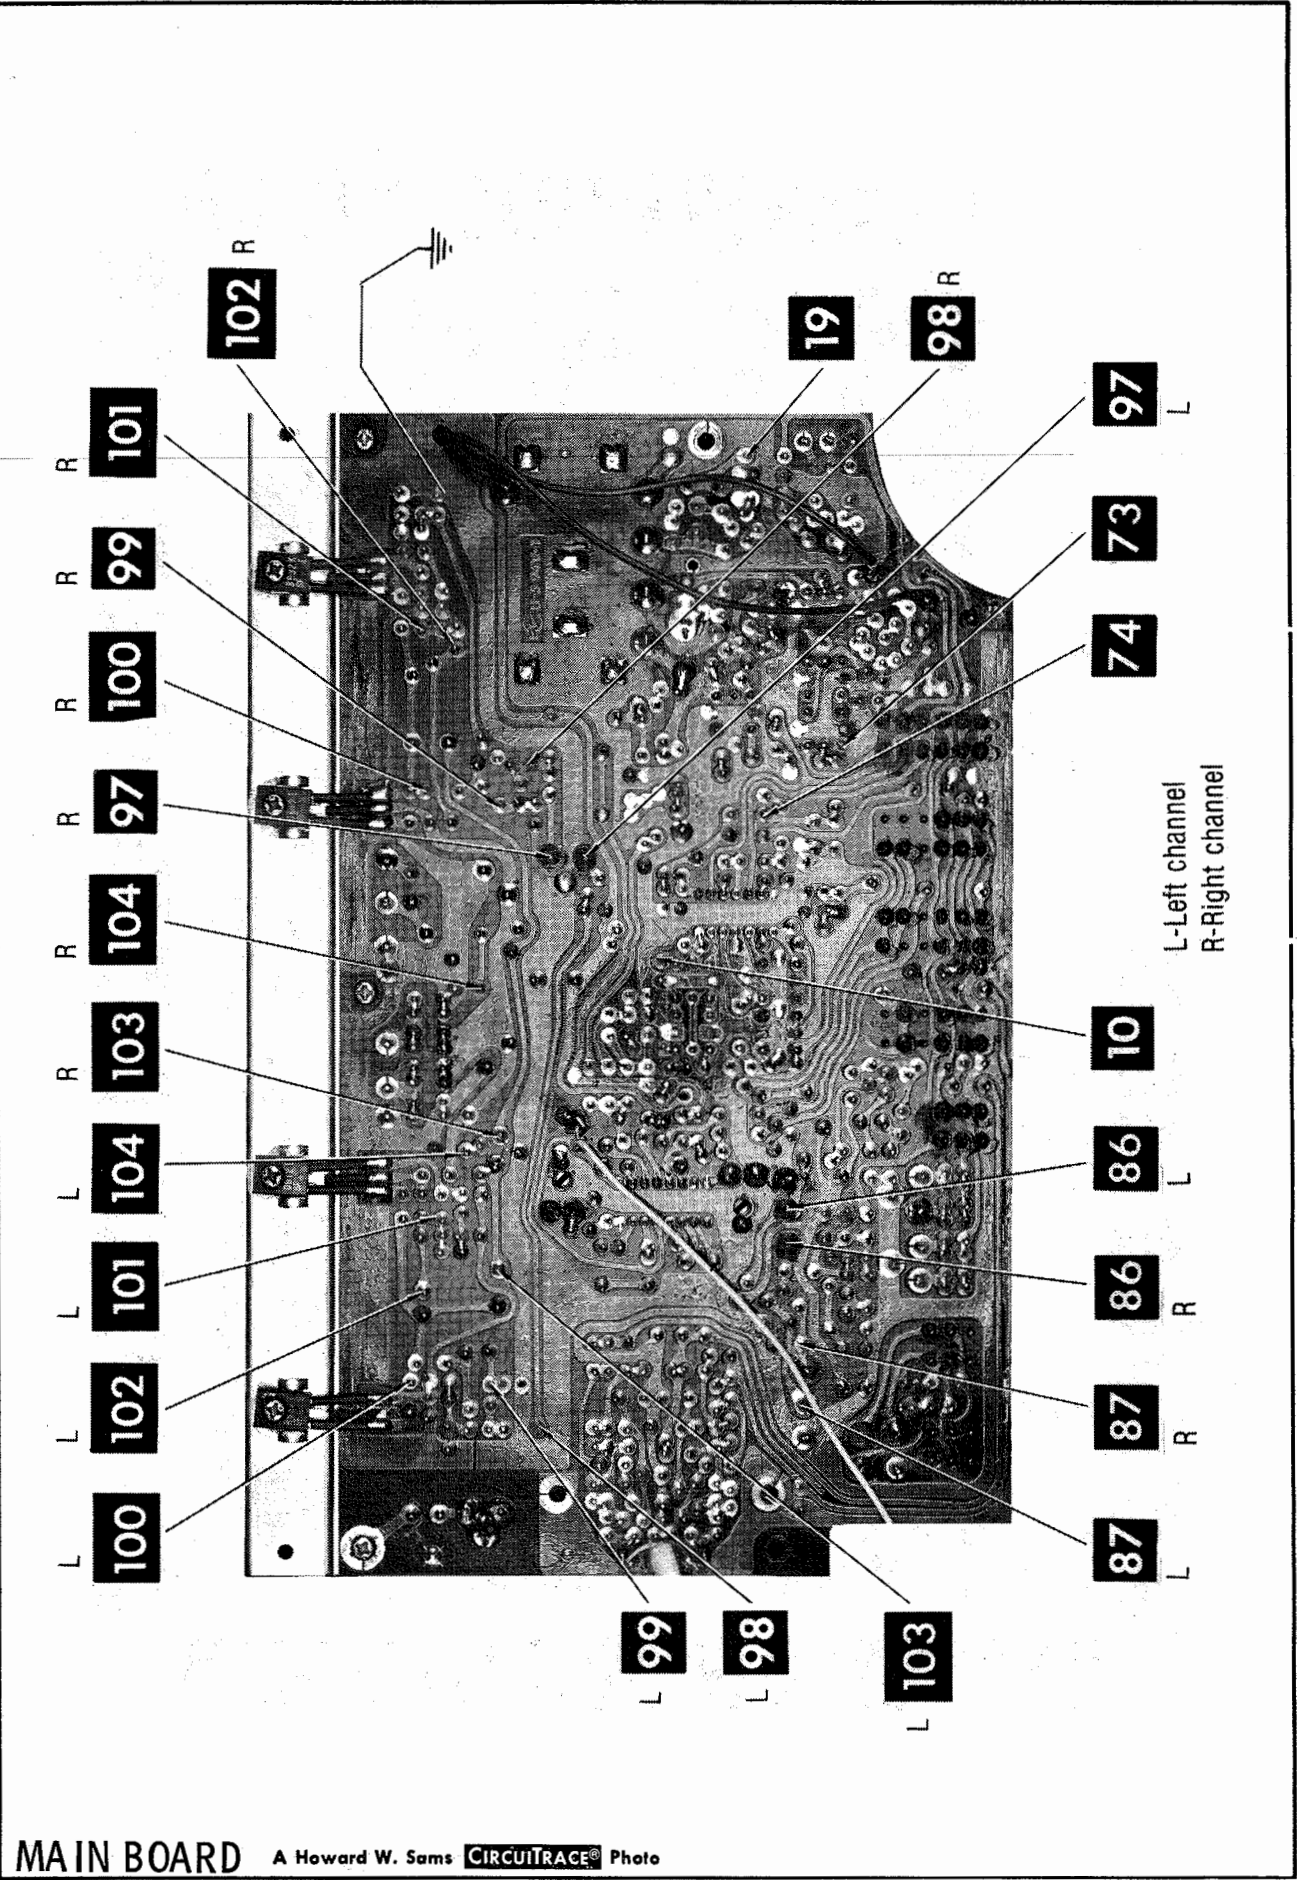 102 R
101 R
99 R
100 R
97 R
104 R
103 R
104 L
101 L
102 L
100 L
19
98 R
97 L
73
74
10
86 L
86 R
87 R
87 L
99 L
98 L
103 L
L-Left channel
R-Right channel
MAIN BOARD A Howard W. Sams CIRCUITRACE® Photo